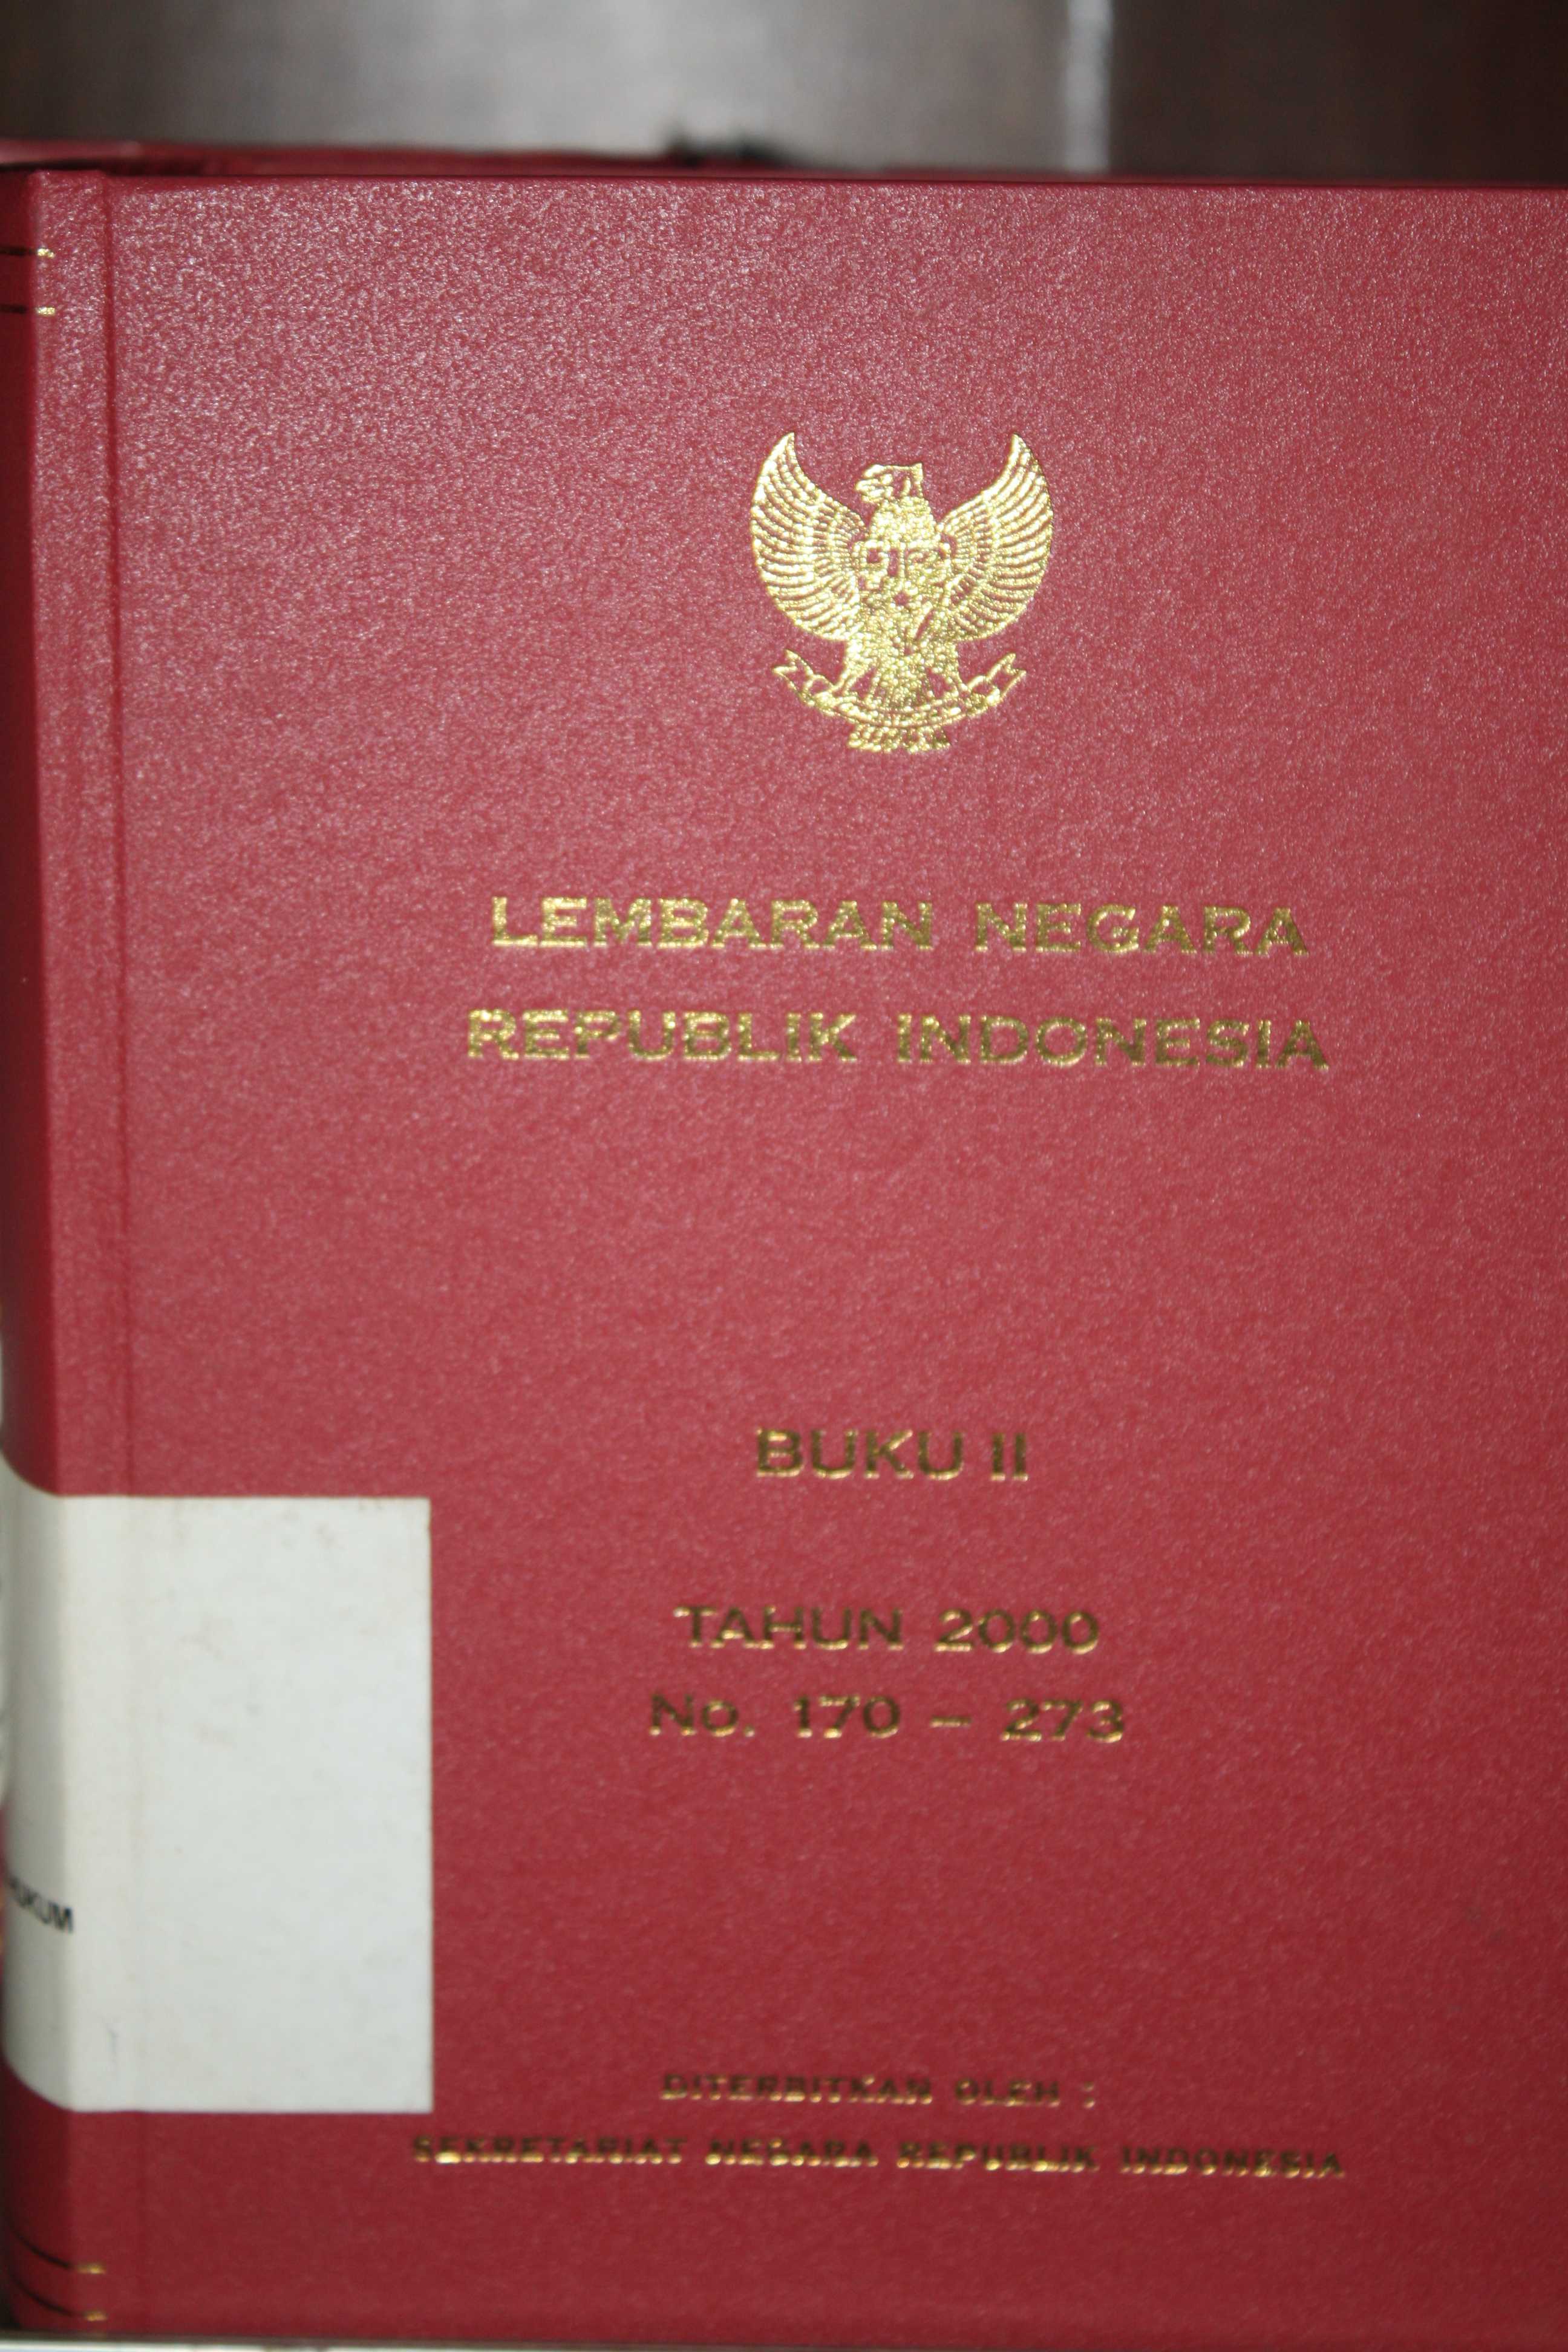 LEMBARAN NEGARA
REPUBLIK INDONESIA
BUKU II
TAHUN 2000
No. 170 – 273
DITERBITKAN OLEH :
SEKRETARIAT NEGARA REPUBLIK INDONESIA